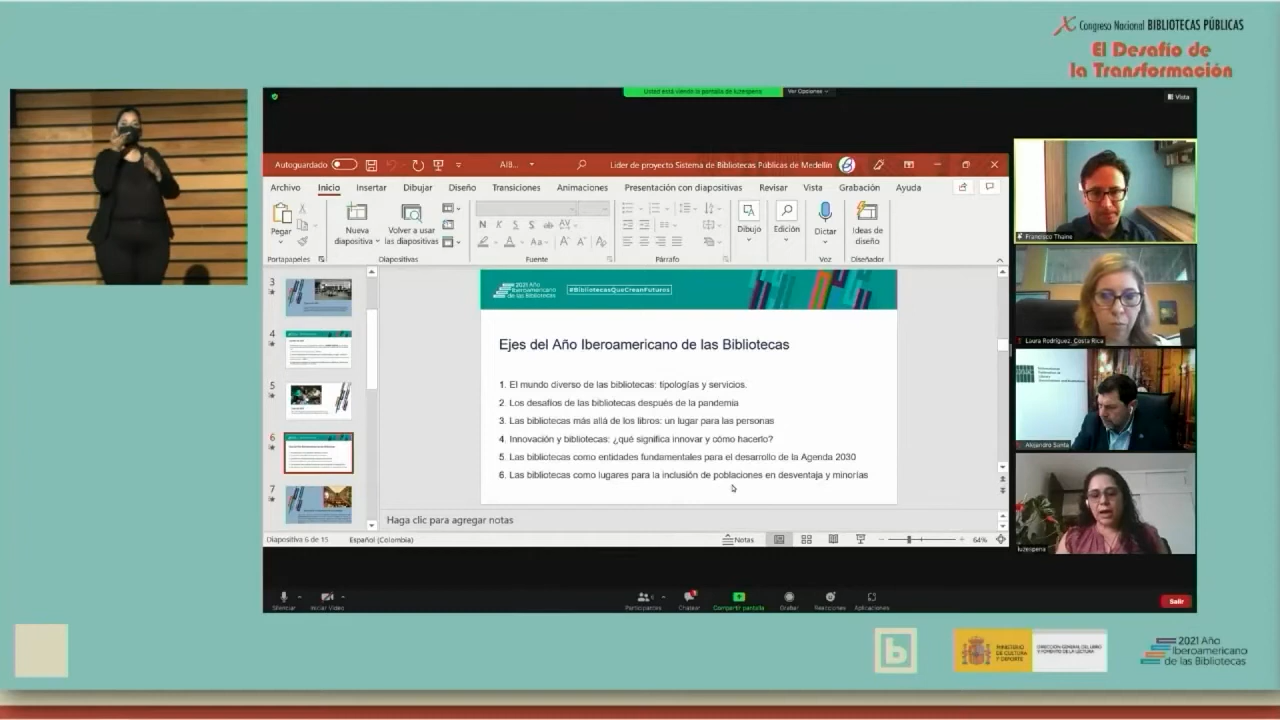 Congreso Nacional BIBLIOTECAS PÚBLICAS
El Desafío de
la Transformación
Usted está viendo la pantalla de luzenpena
Ver Opciones
Vista
Autoguardado
AIB...
Lider de proyecto Sistema de Bibliotecas Públicas de Medellín
Archivo Inicio Insertar Dibujar Diseño Transiciones Animaciones Presentación con diapositivas Revisar Vista Grabación Ayuda
Pegar
Nueva diapositiva
Volver a usar las diapositivas
Dibujo
Edición
Dictar
Ideas de diseño
Portapapeles
Diapositivas
Fuente
Párrafo
Voz
Diseñador
3
4
5
6
7
2021 Año
Iberoamericano
de las Bibliotecas
#BibliotecasQueCreanFuturos
Ejes del Año Iberoamericano de las Bibliotecas
1. El mundo diverso de las bibliotecas: tipologías y servicios.
2. Los desafíos de las bibliotecas después de la pandemia
3. Las bibliotecas más allá de los libros: un lugar para las personas
4. Innovación y bibliotecas: ¿qué significa innovar y cómo hacerlo?
5. Las bibliotecas como entidades fundamentales para el desarrollo de la Agenda 2030
6. Las bibliotecas como lugares para la inclusión de poblaciones en desventaja y minorías
Haga clic para agregar notas
Diapositiva 6 de 15
Español (Colombia)
Notas
64%
Francisco Thaine
Laura Rodríguez, Costa Rica
Alejandro Santa
luzenpena
Silenciar
Iniciar Video
Participantes
Chatear
Compartir pantalla
Grabar
Reacciones
Aplicaciones
Salir
b
MINISTERIO
DE CULTURA
Y DEPORTE
DIRECCIÓN GENERAL DEL LIBRO
Y FOMENTO DE LA LECTURA
2021 Año
Iberoamericano
de las Bibliotecas